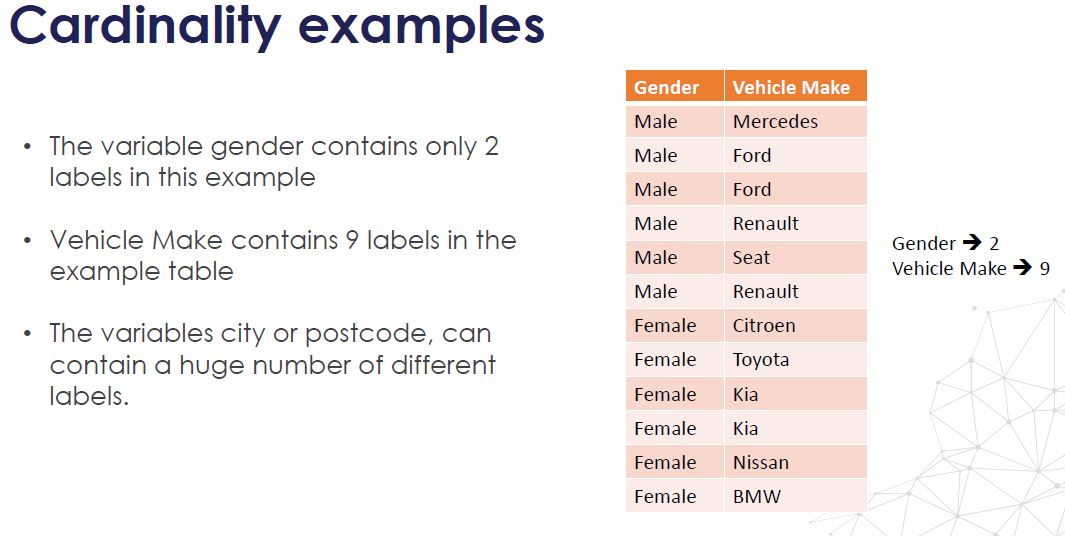 Cardinality examples
• The variable gender contains only 2
labels in this example
• Vehicle Make contains 9 labels in the
example table
• The variables city or postcode, can
contain a huge number of different
labels.
Gender Vehicle Make
Male Mercedes
Male Ford
Male Ford
Male Renault
Male Seat
Male Renault
Female Citroen
Female Toyota
Female Kia
Female Kia
Female Nissan
Female BMW
Gender ➔ 2
Vehicle Make ➔ 9